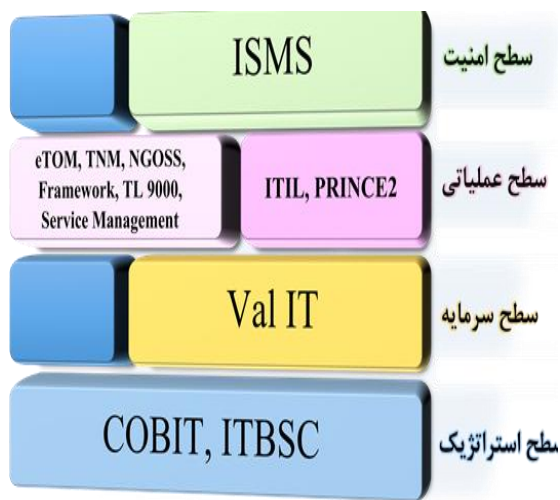 ISMS
سطح امنیت
eTOM, TNM, NGOSS,
Framework, TL 9000,
Service Management
ITIL, PRINCE2
سطح عملیاتی
Val IT
سطح سرمایه
COBIT, ITBSC
سطح استراتژیک